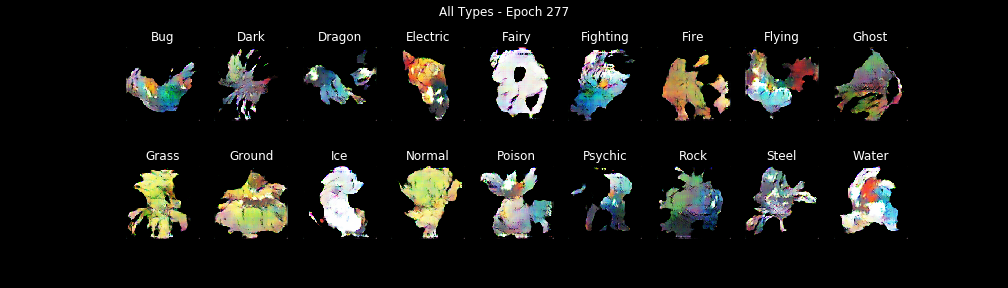 All Types - Epoch 277
Bug Dark Dragon Electric Fairy Fighting Fire Flying Ghost
Grass Ground Ice Normal Poison Psychic Rock Steel Water